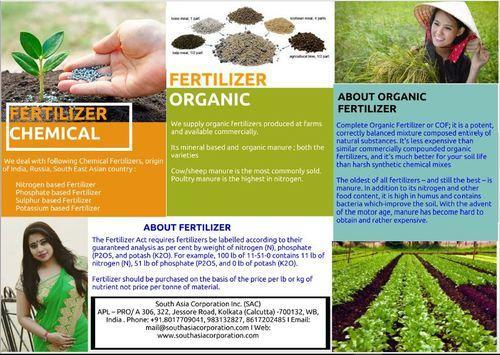 bone meal, 1 part
soybean meal, 4 parts
kelp meal, 1/2 part
agricultural lime, 1/2 part
FERTILIZER
CHEMICAL
We deal with following Chemical Fertilizers, origin
of India, Russia, South East Asian country :
Nitrogen based Fertilizer
Phosphate based Fertilizer
Sulphur based Fertilizer
Potassium based Fertilizer
FERTILIZER
ORGANIC
We supply organic fertilizers produced at farms
and available commercially.
Its mineral based and organic manure ; both the
varieties
Cow/sheep manure is the most commonly sold.
Poultry manure is the highest in nitrogen.
ABOUT ORGANIC
FERTILIZER
Complete Organic Fertilizer or COF; it is a potent,
correctly balanced mixture composed entirely of
natural substances. It's less expensive than
similar commercially compounded organic
fertilizers, and it's much better for your soil life
than harsh synthetic chemical mixes
The oldest of all fertilizers – and still the best – is
manure. In addition to its nitrogen and other
food content, it is high in humus and contains
bacteria which-improve the soil. With the advent
of the motor age, manure has become hard to
obtain and rather expensive.
ABOUT FERTILIZER
The Fertilizer Act requires fertilizers be labelled according to their
guaranteed analysis as per cent by weight of nitrogen (N), phosphate
(P2O5, and potash (K2O). For example, 100 lb of 11-51-0 contains 11 lb of
nitrogen (N), 51 lb of phosphate (P2O5, and 0 lb of potash (K2O).
Fertilizer should be purchased on the basis of the price per lb or kg of
nutrient not price per tonne of material.
South Asia Corporation Inc. (SAC)
APL – PRO/ A 306, 322, Jessore Road, Kolkata (Calcutta) -700132, WB,
India . Phone: +91.8017709041, 983132827, 8617202485 I Email:
mail@southasiacorporation.com I Web:
www.southasiacorporation.com